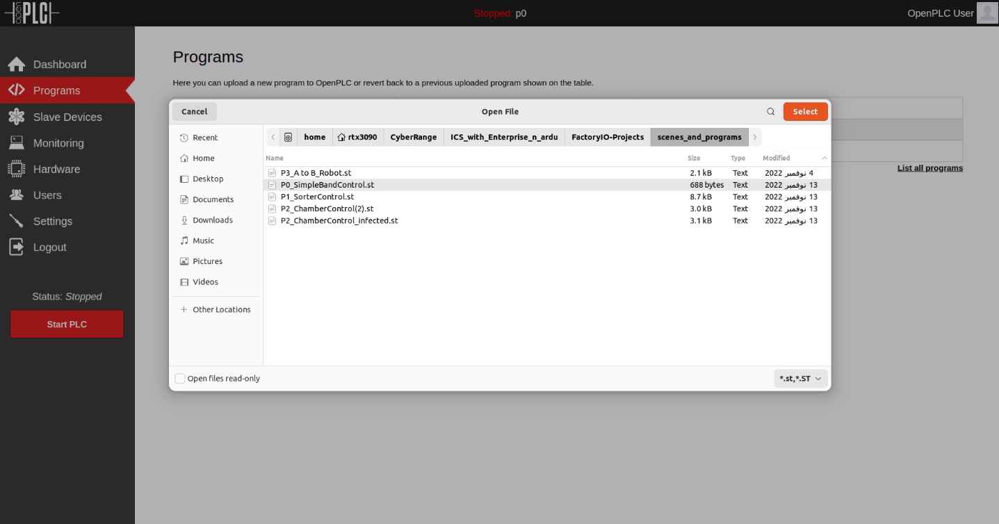 open PLC
Stopped: p0
OpenPLC User
Dashboard
Programs
Slave Devices
Monitoring
Hardware
Users
Settings
Logout
Status: Stopped
Start PLC
Programs
Here you can upload a new program to OpenPLC or revert back to a previous uploaded program shown on the table.
List all programs
Cancel
Open File
Select
Recent
Home
Desktop
Documents
Downloads
Music
Pictures
Videos
Other Locations
home rtx3090 CyberRange ICS_with_Enterprise_n_ardu FactoryIO-Projects scenes_and_programs
Name Size Type Modified
P3_A to B_Robot.st 2.1 kB Text 4 نوفمبر 2022
P0_SimpleBandControl.st 688 bytes Text 13 نوفمبر 2022
P1_SorterControl.st 8.7 kB Text 13 نوفمبر 2022
P2_ChamberControl(2).st 3.0 kB Text 13 نوفمبر 2022
P2_ChamberControl_infected.st 3.1 kB Text 13 نوفمبر 2022
Open files read-only
*.st,*.ST